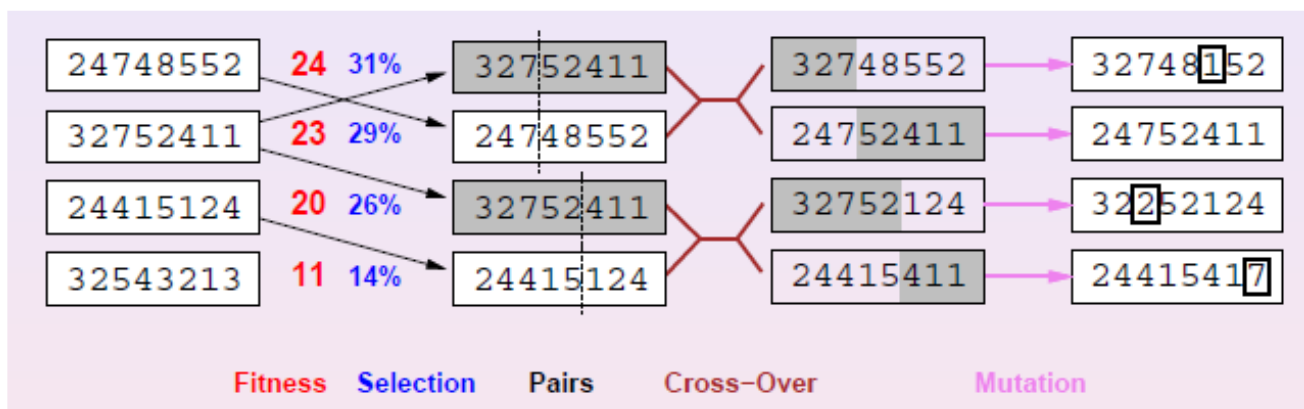 24748552 24 31% 32752411 32748552 32748152
32752411 23 29% 24748552 24752411 24752411
24415124 20 26% 32752411 32752124 32252124
32543213 11 14% 24415124 24415411 24415417
Fitness Selection Pairs Cross-Over Mutation